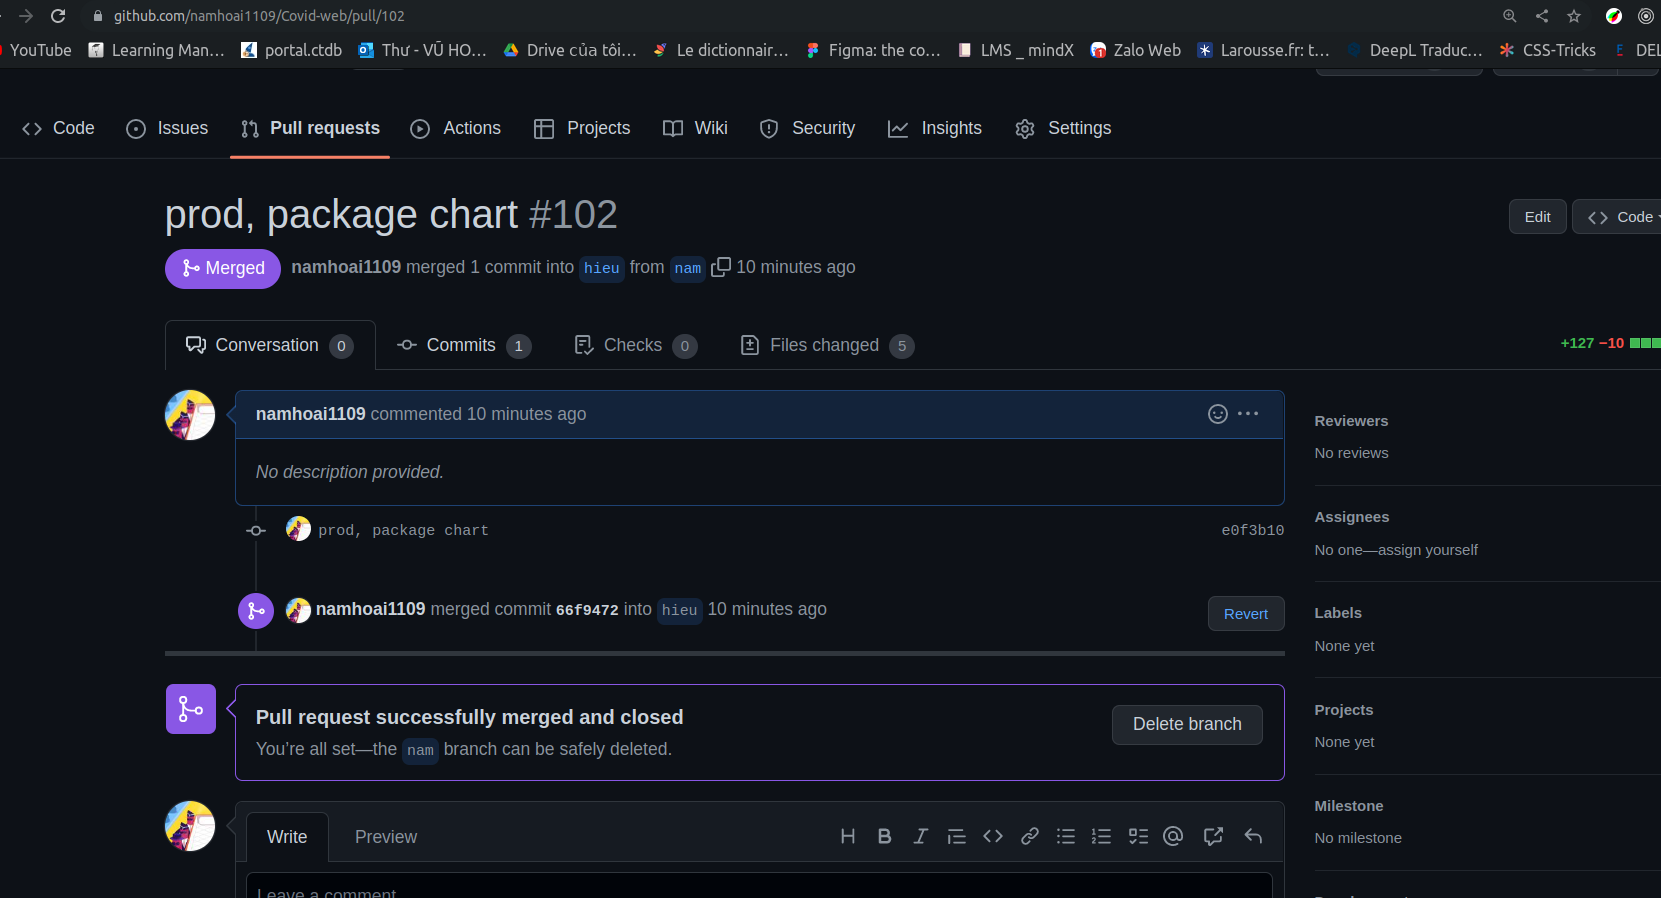 github.com/namhoai1109/Covid-web/pull/102
YouTube Learning Man... portal.ctdb Thư - VŨ HO... Drive của tôi... Le dictionnair... Figma: the co... LMS _ mindX Zalo Web Larousse.fr: t... DeepL Traduc... CSS-Tricks
Code Issues Pull requests Actions Projects Wiki Security Insights Settings
prod, package chart #102
Edit Code
Merged namhoai1109 merged 1 commit into hieu from nam 10 minutes ago
Conversation 0 Commits 1 Checks 0 Files changed 5
+127 −10
namhoai1109 commented 10 minutes ago
No description provided.
prod, package chart e0f3b10
namhoai1109 merged commit 66f9472 into hieu 10 minutes ago
Revert
Pull request successfully merged and closed
You're all set—the nam branch can be safely deleted.
Delete branch
Write Preview
Leave a comment
Reviewers
No reviews
Assignees
No one—assign yourself
Labels
None yet
Projects
None yet
Milestone
No milestone